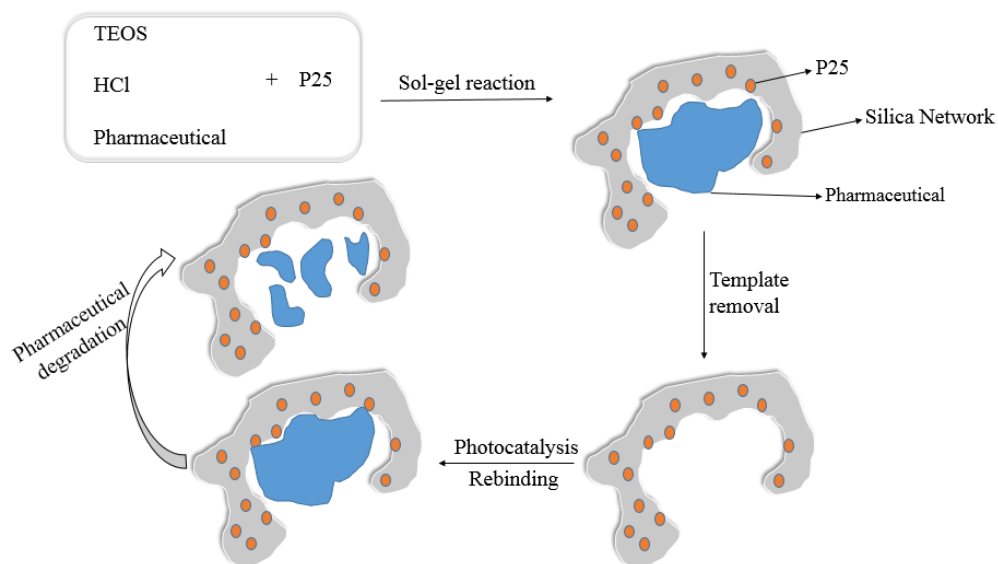 TEOS
HCl
+ P25
Pharmaceutical
Sol-gel reaction
P25
Silica Network
Pharmaceutical
Template
removal
Photocatalysis
Rebinding
Pharmaceutical
degradation